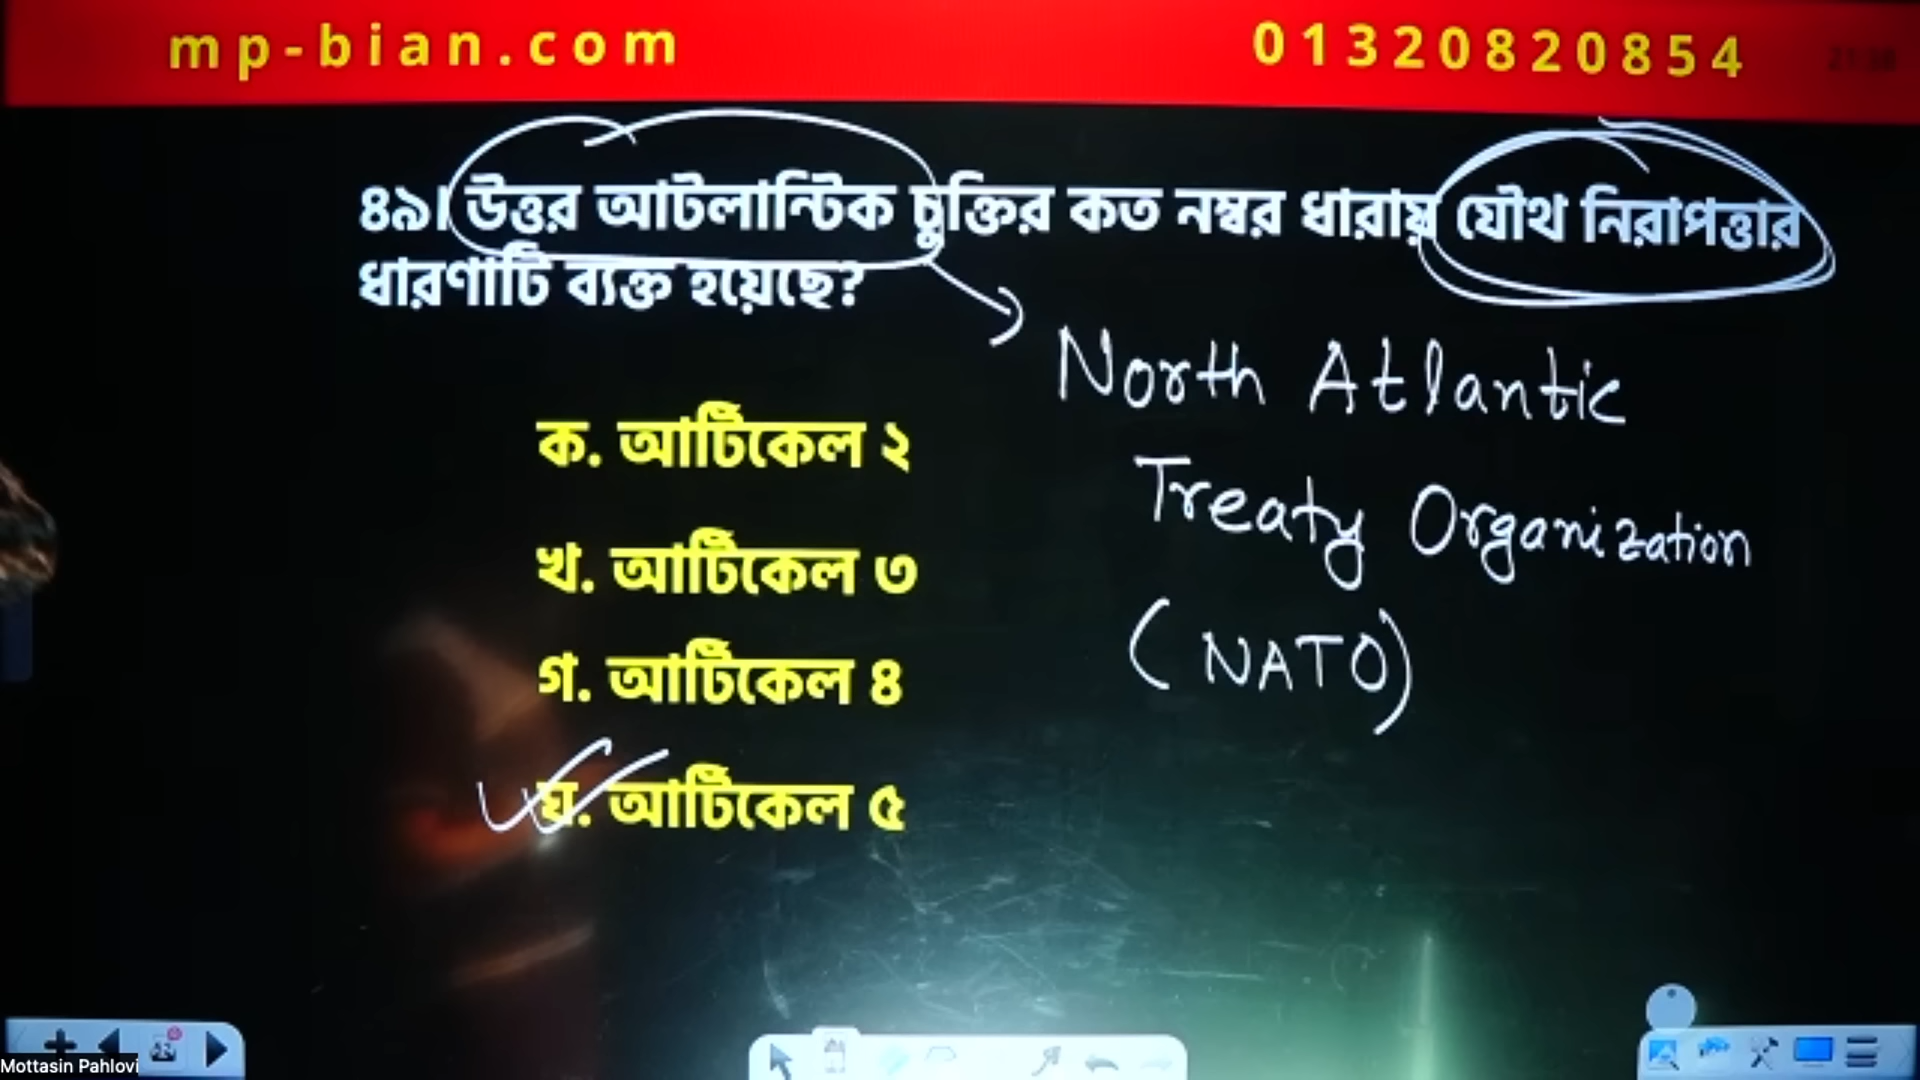 mp-bian.com
01320820854
৪৯। উত্তর আটলান্টিক চুক্তির কত নম্বর ধারায় যৌথ নিরাপত্তার
ধারণাটি ব্যক্ত হয়েছে?
North Atlantic
Treaty Organization
(NATO)
ক. আর্টিকেল ২
খ. আর্টিকেল ৩
গ. আর্টিকেল ৪
ঘ. আর্টিকেল ৫
Mottasin Pahlovi